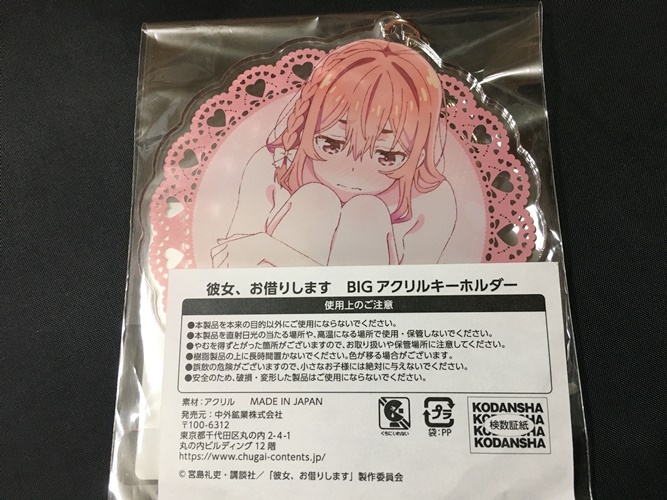 彼女、お借りします BIG アクリルキーホルダー
使用上のご注意
●本製品を本来の目的以外にご使用にならないでください。
●本製品を直射日光の当たる場所や、高温になる場所で使用・保管しないでください。
●やむを得ずとがった箇所がございますので、お取り扱いや保管場所に注意してください。
●樹脂製品の上に長時間置かないでください。色が移る場合がございます。
●誤飲の危険がございますので、小さなお子様には絶対に与えないでください。
●安全のため、破損・変形した製品はご使用にならないでください。
素材：アクリル MADE IN JAPAN
発売元：中外鉱業株式会社
〒100-6312
東京都千代田区丸の内 2-4-1
丸の内ビルディング 12 階
https://www.chugai-contents.jp/
くちにいれない
プラ
袋：PP
KODANSHA
KODANSHA
検数証紙
KODANSHA
KODANSHA
© 宮島礼吏・講談社／「彼女、お借りします」製作委員会